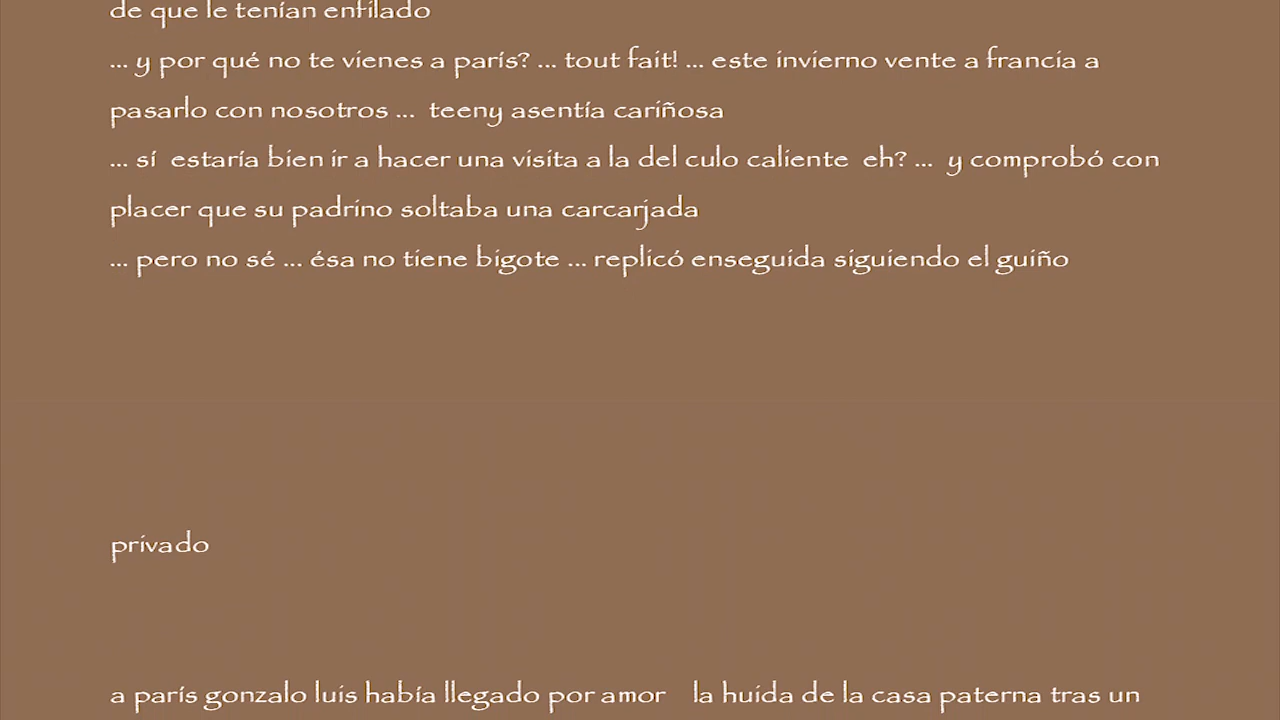 de que le tenían enfilado
... y por qué no te vienes a parís? ... tout fait! ... este invierno vente a francia a
pasarlo con nosotros ... teeny asentía cariñosa
... sí estaría bien ir a hacer una visita a la del culo caliente eh? ... y comprobó con
placer que su padrino soltaba una carcarjada
... pero no sé ... ésa no tiene bigote ... replicó enseguida siguiendo el guiño
privado
a parís gonzalo luis había llegado por amor la huida de la casa paterna tras un